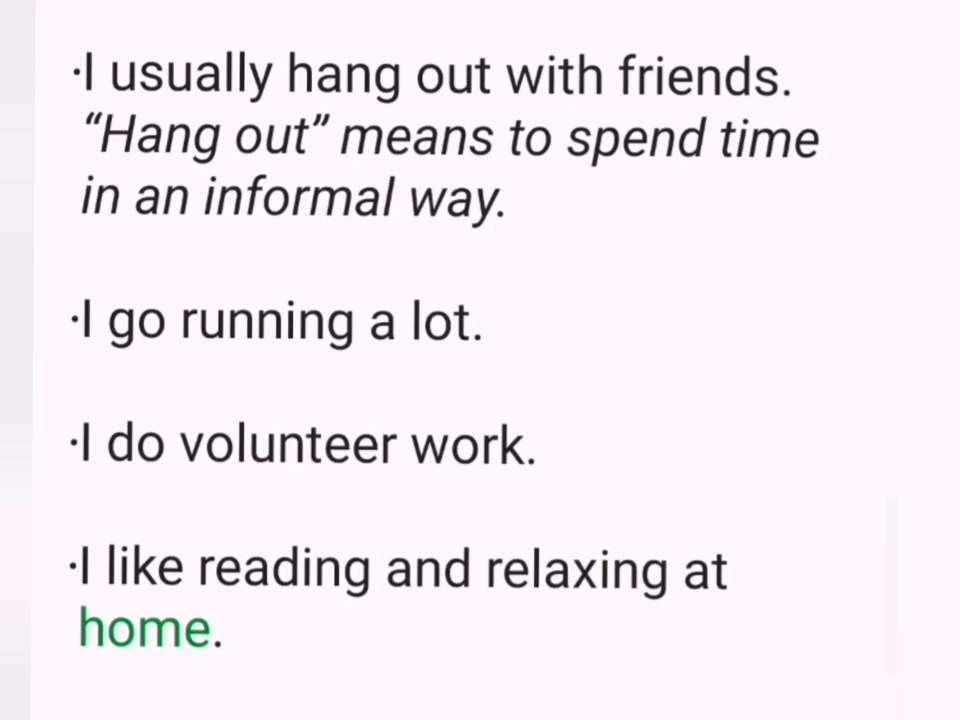 ·I usually hang out with friends.
“Hang out” means to spend time
in an informal way.
·I go running a lot.
·I do volunteer work.
·I like reading and relaxing at
home.